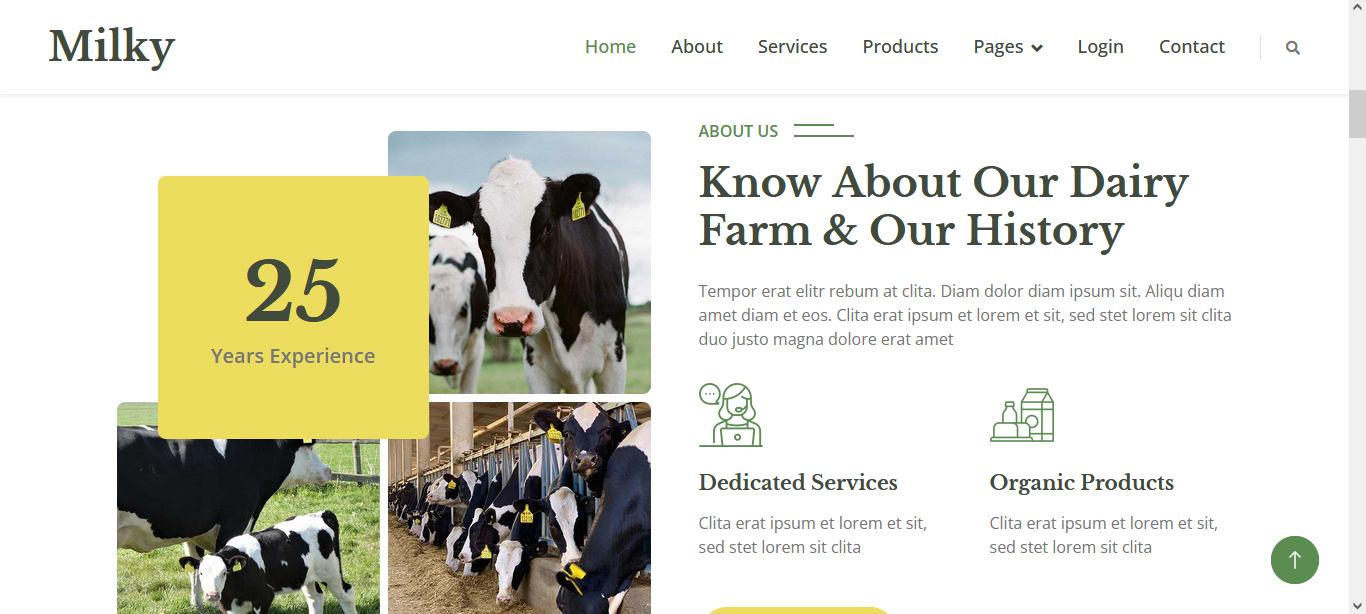 Milky
Home About Services Products Pages Login Contact
25
Years Experience
ABOUT US
Know About Our Dairy
Farm & Our History
Tempor erat elitr rebum at clita. Diam dolor diam ipsum sit. Aliqu diam
amet diam et eos. Clita erat ipsum et lorem et sit, sed stet lorem sit clita
duo justo magna dolore erat amet
Dedicated Services
Clita erat ipsum et lorem et sit,
sed stet lorem sit clita
Organic Products
Clita erat ipsum et lorem et sit,
sed stet lorem sit clita